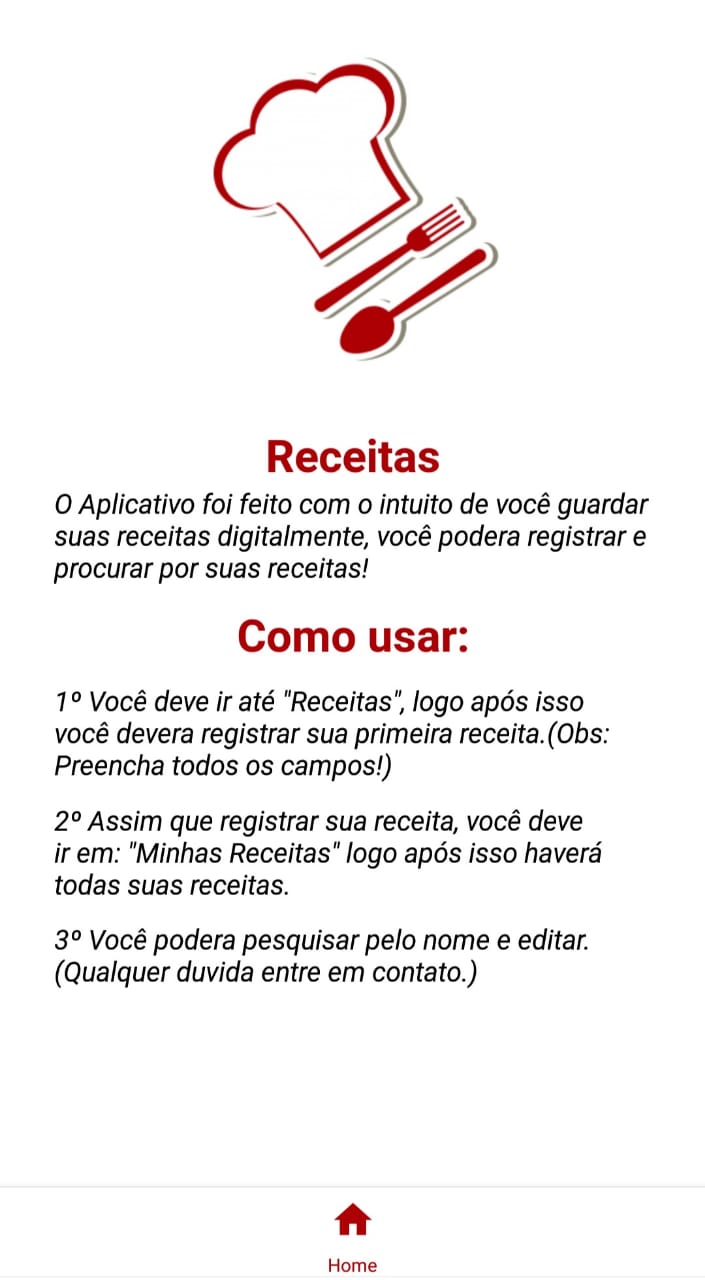 Receitas
O Aplicativo foi feito com o intuito de você guardar
suas receitas digitalmente, você podera registrar e
procurar por suas receitas!
Como usar:
1º Você deve ir até "Receitas", logo após isso
você devera registrar sua primeira receita.(Obs:
Preencha todos os campos!)
2º Assim que registrar sua receita, você deve
ir em: "Minhas Receitas" logo após isso haverá
todas suas receitas.
3º Você podera pesquisar pelo nome e editar.
(Qualquer duvida entre em contato.)
Home